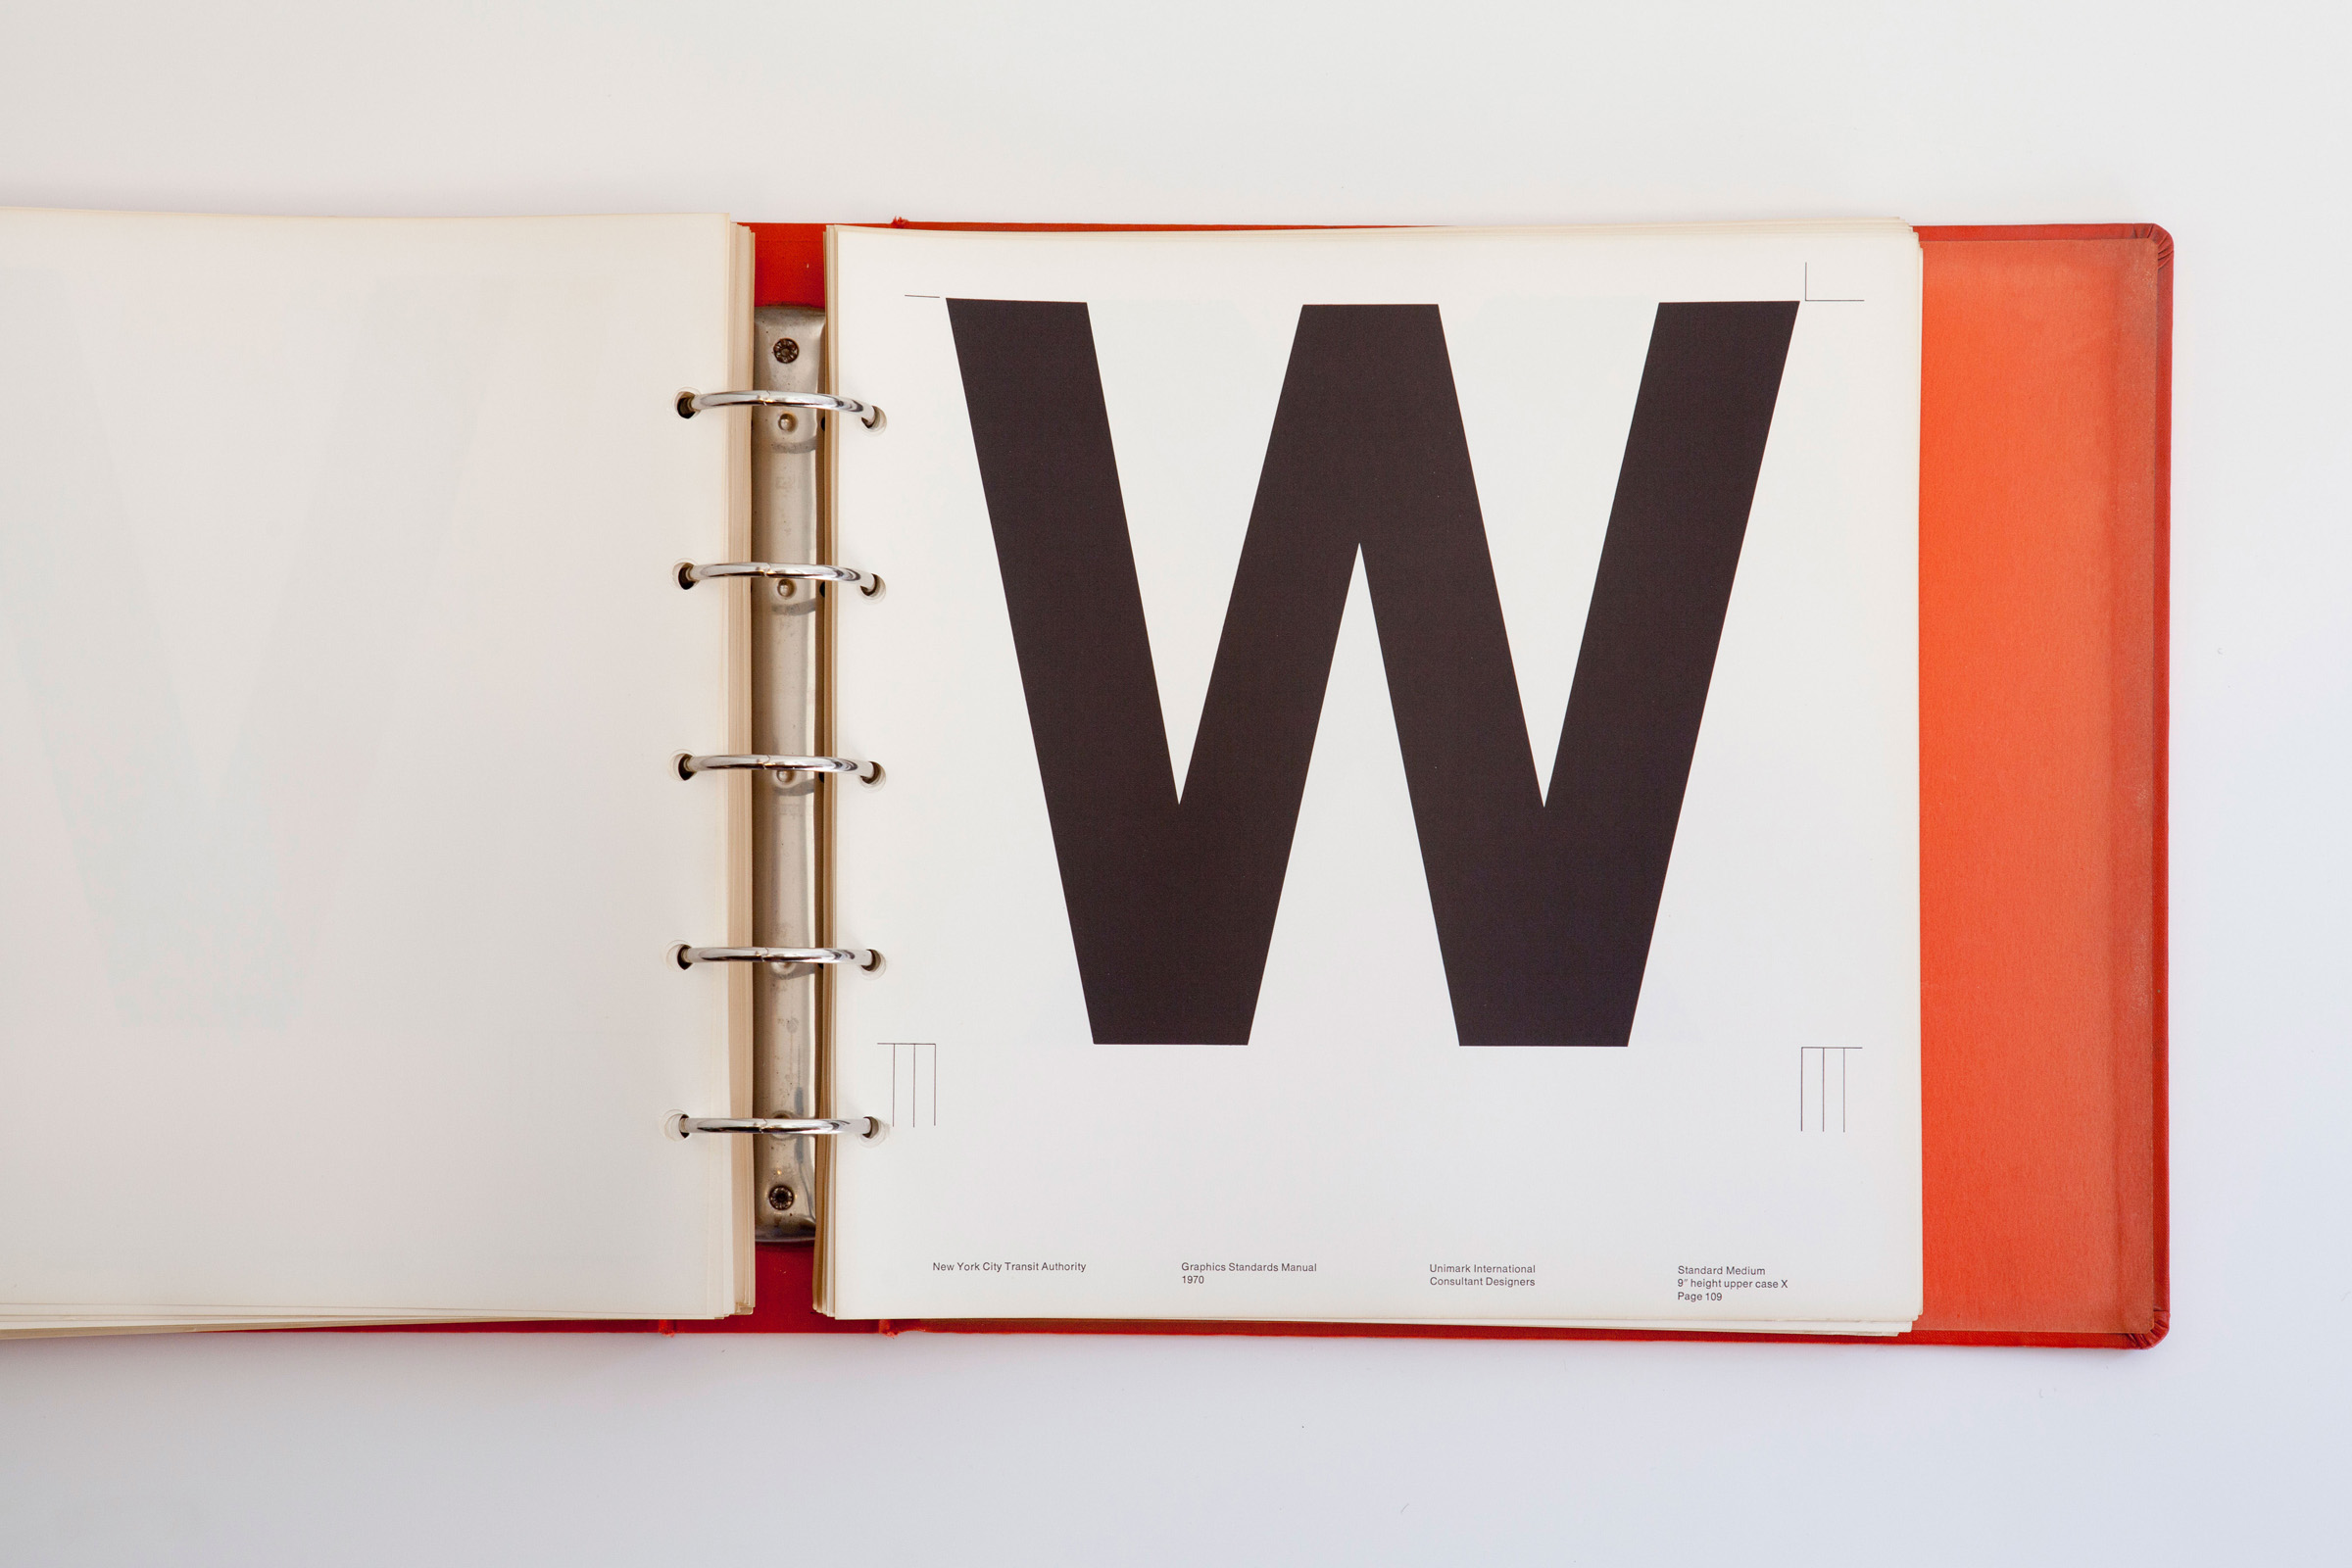 W
New York City Transit Authority
Graphics Standards Manual
1970
Unimark International
Consultant Designers
Standard Medium
9" height upper case X
Page 109